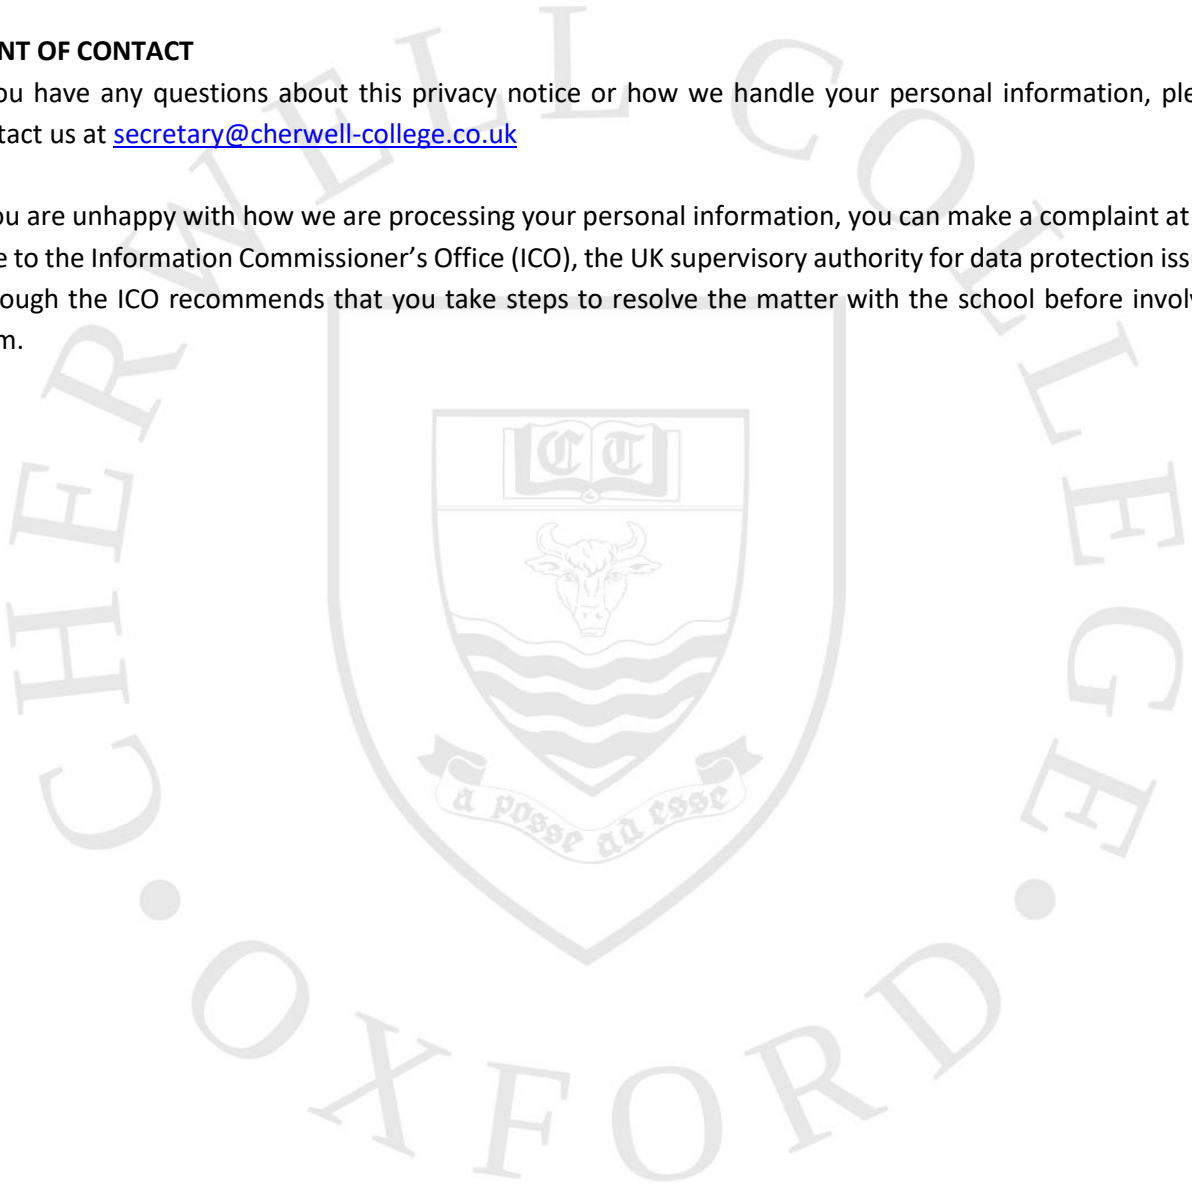 NT OF CONTACT
ou have any questions about this privacy notice or how we handle your personal information, ple
tact us at secretary@cherwell-college.co.uk
ou are unhappy with how we are processing your personal information, you can make a complaint at
e to the Information Commissioner’s Office (ICO), the UK supervisory authority for data protection iss
ough the ICO recommends that you take steps to resolve the matter with the school before involv
m.
CHERWELL COLLEGE
C T
a posse ad esse
• OXFORD •